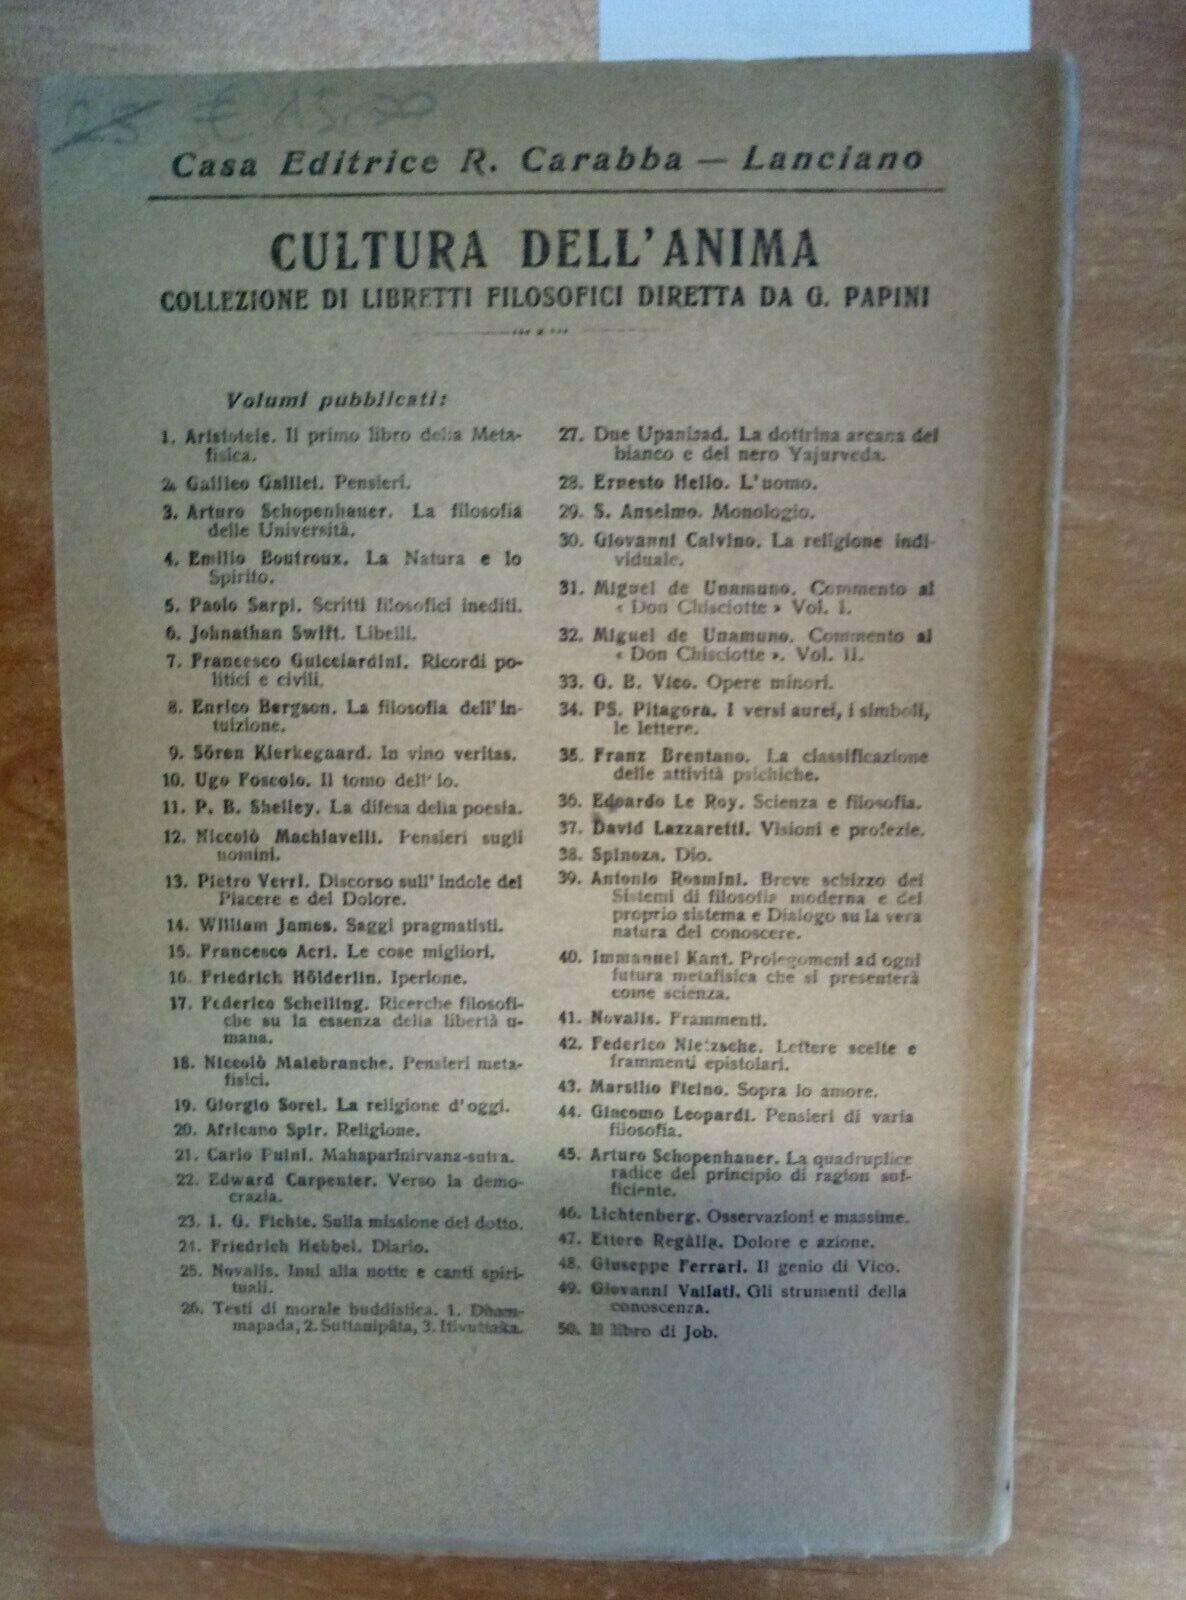 € 15.00
Casa Editrice R. Carabba — Lanciano
CULTURA DELL'ANIMA
COLLEZIONE DI LIBRETTI FILOSOFICI DIRETTA DA G. PAPINI
Volumi pubblicati:
1. Aristotele. Il primo libro della Meta-
fisica.
2. Galileo Galilei. Pensieri.
3. Arturo Schopenhauer. La filosofia
delle Università.
4. Emilio Boutroux. La Natura e lo
Spirito.
5. Paolo Sarpi. Scritti filosofici inediti.
6. Johnathan Swift. Libelli.
7. Francesco Guicciardini. Ricordi po-
litici e civili.
8. Enrico Bergson. La filosofia dell'in-
tuizione.
9. Sören Kierkegaard. In vino veritas.
10. Ugo Foscolo. Il tomo dell'Io.
11. P. B. Shelley. La difesa della poesia.
12. Niccolò Machiavelli. Pensieri sugli
uomini.
13. Pietro Verri. Discorso sull'indole del
Piacere e del Dolore.
14. William James. Saggi pragmatisti.
15. Francesco Acri. Le cose migliori.
16. Friedrich Hölderlin. Iperione.
17. Federico Schelling. Ricerche filosofi-
che su la essenza della libertà u-
mana.
18. Niccolò Malebranche. Pensieri meta-
fisici.
19. Giorgio Sorel. La religione d'oggi.
20. Africano Spir. Religione.
21. Carlo Puini. Mahaparinirvana-sutra.
22. Edward Carpenter. Verso la demo-
crazia.
23. I. G. Fichte. Sulla missione del dotto.
24. Friedrich Hebbel. Diario.
25. Novalis. Inni alla notte e canti spiri-
tuali.
26. Testi di morale buddistica. 1. Dham-
mapada, 2. Suttanipâta, 3. Itivuttaka.
27. Due Upanisad. La dottrina arcana del
bianco e del nero Yajurveda.
28. Ernesto Hello. L'uomo.
29. S. Anselmo. Monologio.
30. Giovanni Calvino. La religione indi-
viduale.
31. Miguel de Unamuno. Commento al
« Don Chisciotte » Vol. I.
32. Miguel de Unamuno. Commento al
« Don Chisciotte ». Vol. II.
33. G. B. Vico. Opere minori.
34. PS. Pitagora. I versi aurei, i simboli,
le lettere.
35. Franz Brentano. La classificazione
delle attività psichiche.
36. Edoardo Le Roy. Scienza e filosofia.
37. David Lazzaretti. Visioni e profezie.
38. Spinoza. Dio.
39. Antonio Rosmini. Breve schizzo dei
Sistemi di filosofia moderna e del
proprio sistema e Dialogo su la vera
natura del conoscere.
40. Immanuel Kant. Prolegomeni ad ogni
futura metafisica che si presenterà
come scienza.
41. Novalis. Frammenti.
42. Federico Nietzsche. Lettere scelte e
frammenti epistolari.
43. Marsilio Ficino. Sopra lo amore.
44. Giacomo Leopardi. Pensieri di varia
filosofia.
45. Arturo Schopenhauer. La quadruplice
radice del principio di ragion suf-
ficiente.
46. Lichtenberg. Osservazioni e massime.
47. Ettore Regàlia. Dolore e azione.
48. Giuseppe Ferrari. Il genio di Vico.
49. Giovanni Vailati. Gli strumenti della
conoscenza.
50. Il libro di Job.